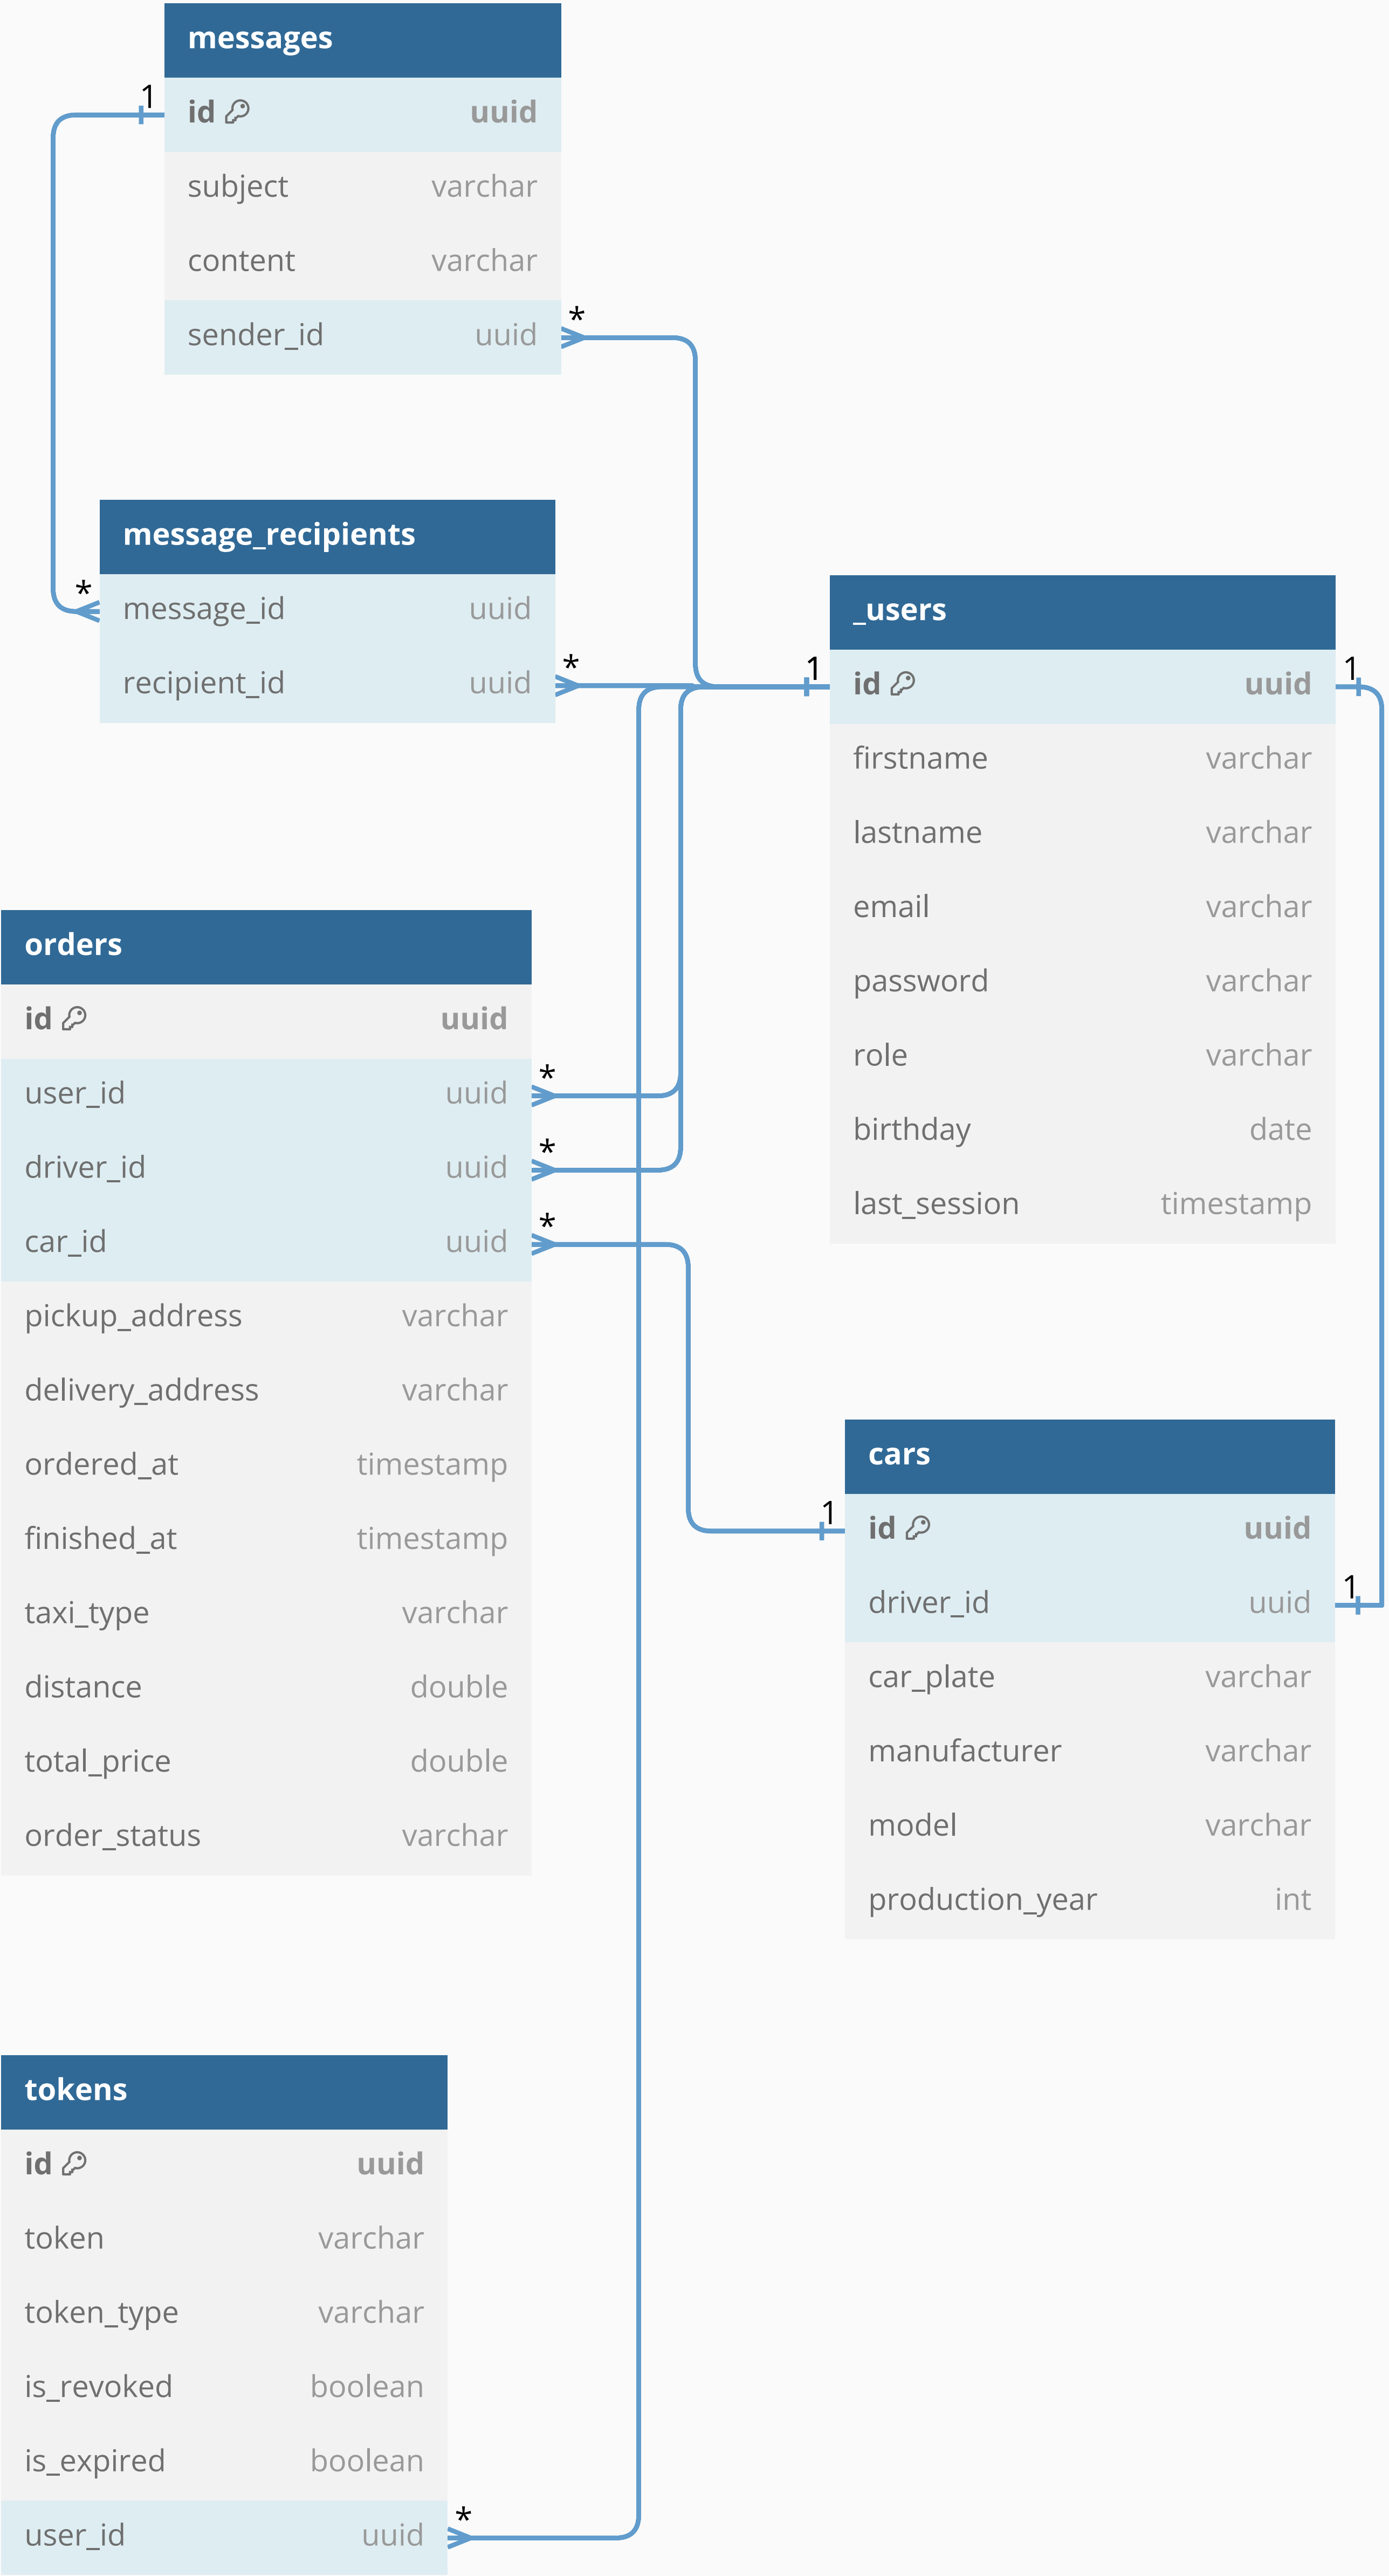 messages
1
id uuid
subject varchar
content varchar
*
sender_id uuid
message_recipients
*
message_id uuid
*
recipient_id uuid
_users
1 1
id uuid
firstname varchar
lastname varchar
email varchar
password varchar
role varchar
birthday date
last_session timestamp
orders
id uuid
*
user_id uuid
*
driver_id uuid
*
car_id uuid
pickup_address varchar
delivery_address varchar
ordered_at timestamp
finished_at timestamp
taxi_type varchar
distance double
total_price double
order_status varchar
cars
1
id uuid
1
driver_id uuid
car_plate varchar
manufacturer varchar
model varchar
production_year int
tokens
id uuid
token varchar
token_type varchar
is_revoked boolean
is_expired boolean
*
user_id uuid